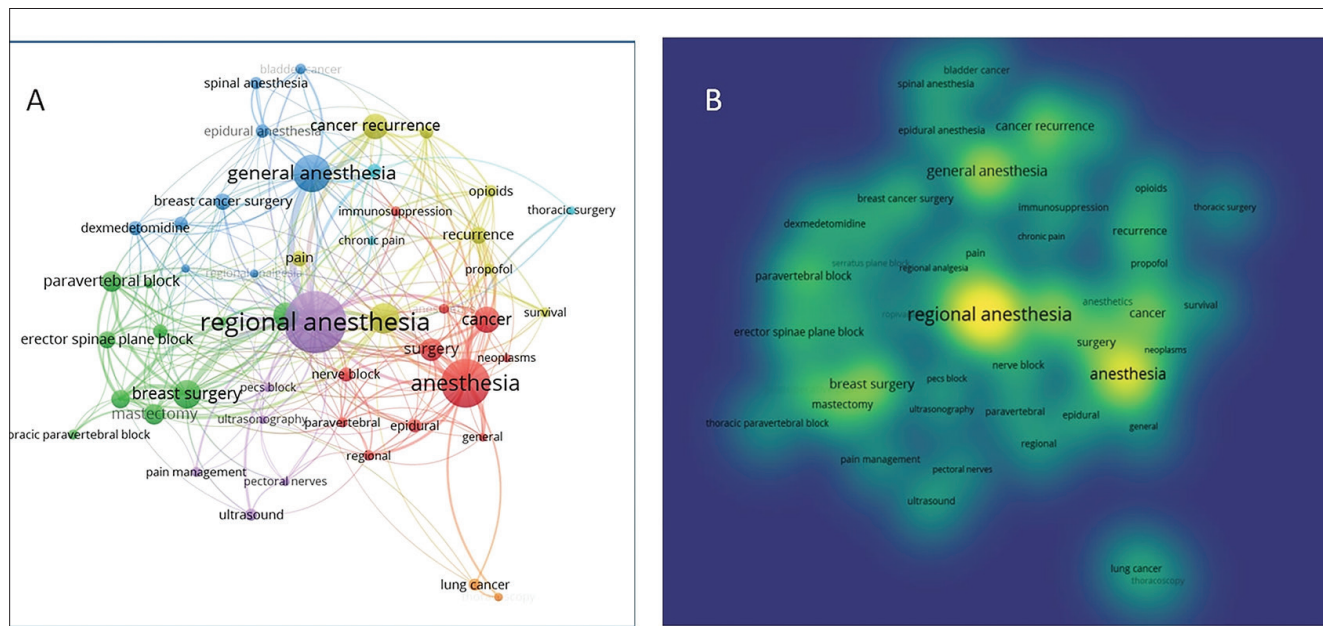 A
bladder cancer
spinal anesthesia
epidural anesthesia
cancer recurrence
general anesthesia
opioids
breast cancer surgery
immunosuppression
thoracic surgery
dexmedetomidine
chronic pain
recurrence
pain
propofol
regional analgesia
paravertebral block
regional anesthesia
survival
cancer
erector spinae plane block
surgery
neoplasms
nerve block
anesthesia
breast surgery
pecs block
mastectomy
ultrasonography
paravertebral
epidural
oracic paravertebral block
general
regional
pain management
pectoral nerves
ultrasound
lung cancer
thoracoscopy
B
bladder cancer
spinal anesthesia
epidural anesthesia
cancer recurrence
general anesthesia
opioids
breast cancer surgery
immunosuppression
thoracic surgery
dexmedetomidine
chronic pain
recurrence
pain
serratus plane block
regional analgesia
propofol
paravertebral block
anesthetics
survival
regional anesthesia
cancer
erector spinae plane block
surgery
neoplasms
nerve block
anesthesia
breast surgery
pecs block
mastectomy
ultrasonography
paravertebral
epidural
thoracic paravertebral block
general
regional
pain management
pectoral nerves
ultrasound
lung cancer
thoracoscopy